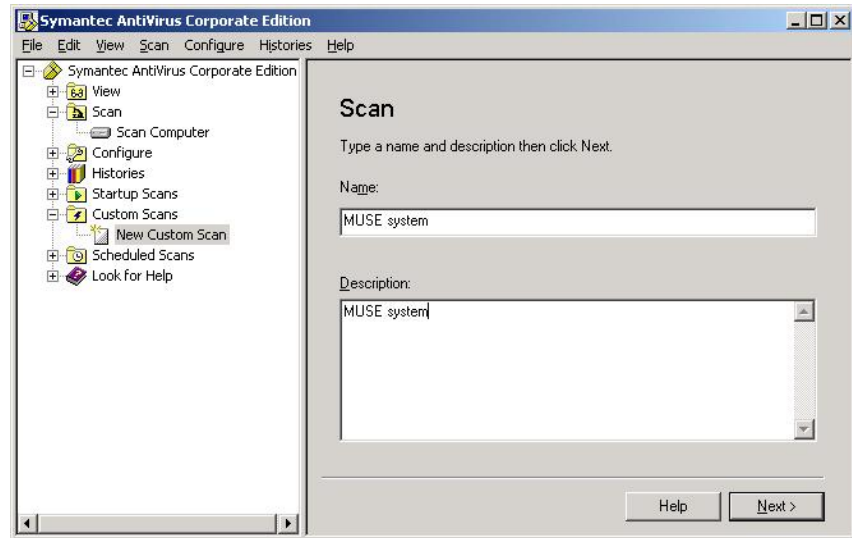 Symantec AntiVirus Corporate Edition
File Edit View Scan Configure Histories Help
Symantec AntiVirus Corporate Edition
View
Scan
Scan Computer
Configure
Histories
Startup Scans
Custom Scans
New Custom Scan
Scheduled Scans
Look for Help
Scan
Type a name and description then click Next.
Name:
MUSE system
Description:
MUSE system
Help Next >